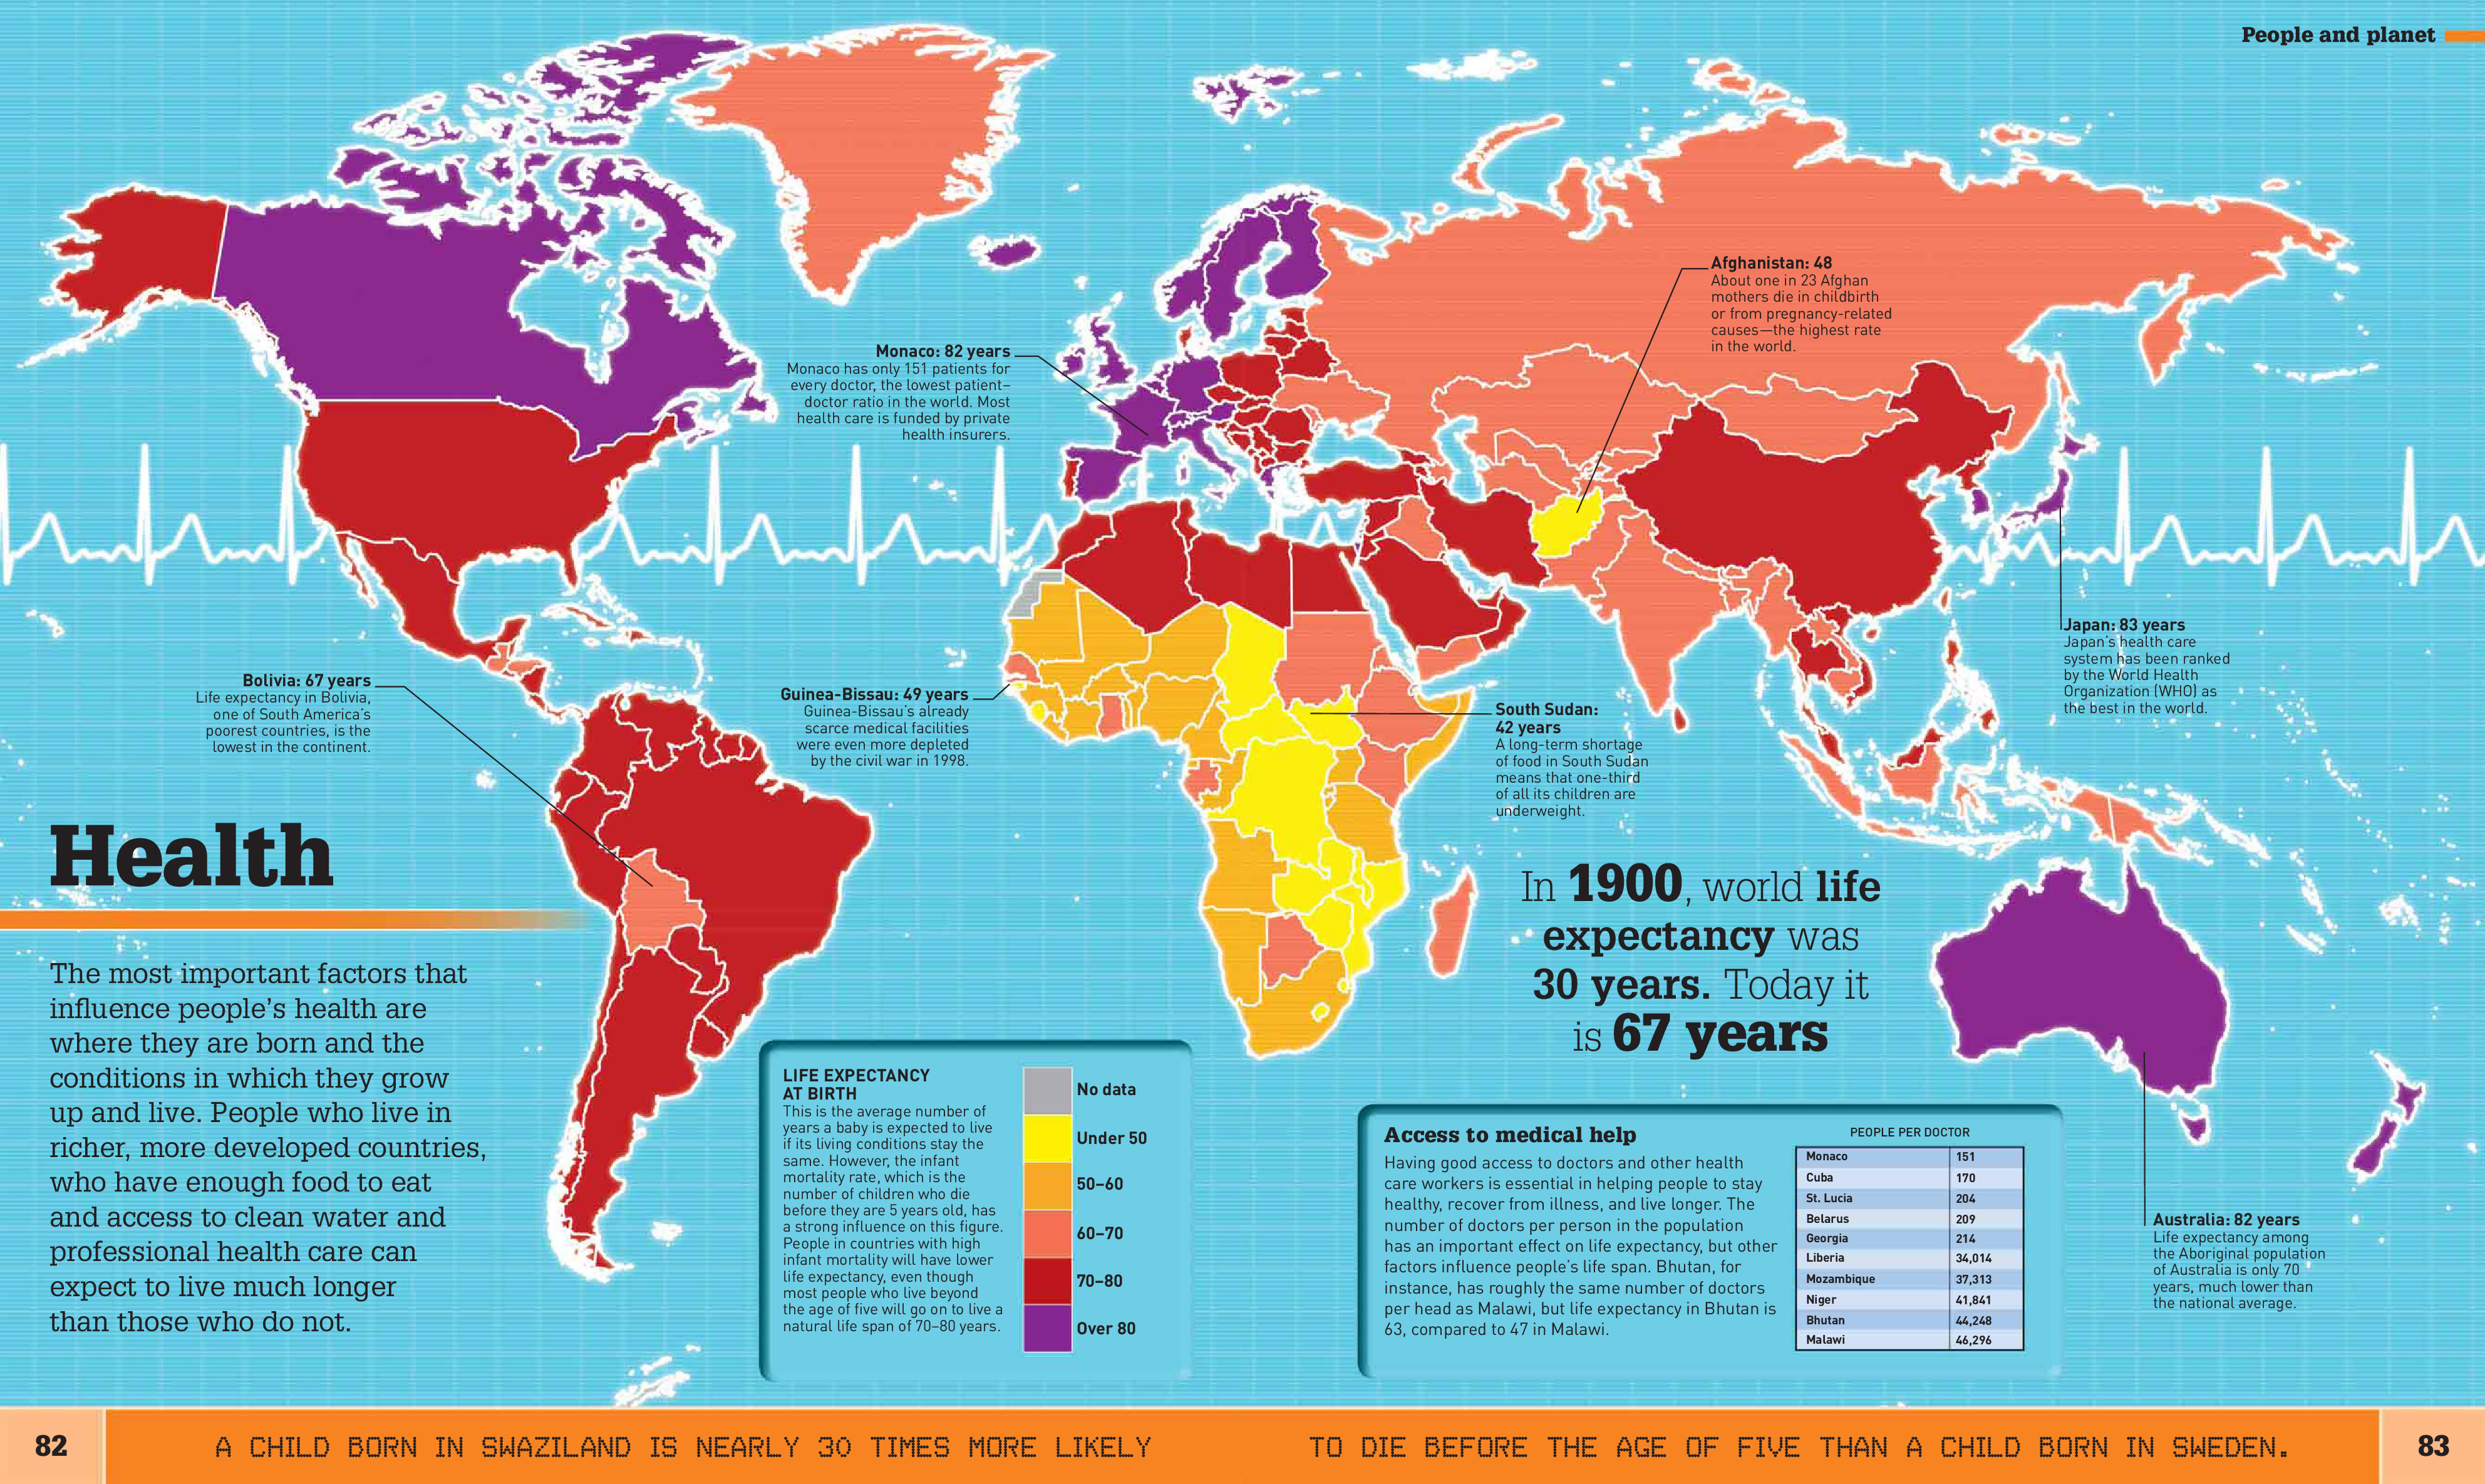 People and planet
Afghanistan: 48
About one in 23 Afghan
mothers die in childbirth
or from pregnancy-related
causes—the highest rate
in the world.
Monaco: 82 years
Monaco has only 151 patients for
every doctor, the lowest patient–
doctor ratio in the world. Most
health care is funded by private
health insurers.
Japan: 83 years
Japan's health care
system has been ranked
by the World Health
Organization (WHO) as
the best in the world.
Bolivia: 67 years
Life expectancy in Bolivia,
one of South America's
poorest countries, is the
lowest in the continent.
Guinea-Bissau: 49 years
Guinea-Bissau's already
scarce medical facilities
were even more depleted
by the civil war in 1998.
South Sudan:
42 years
A long-term shortage
of food in South Sudan
means that one-third
of all its children are
underweight.
Health
The most important factors that
influence people's health are
where they are born and the
conditions in which they grow
up and live. People who live in
richer, more developed countries,
who have enough food to eat
and access to clean water and
professional health care can
expect to live much longer
than those who do not.
In 1900, world life
expectancy was
30 years. Today it
is 67 years
LIFE EXPECTANCY
AT BIRTH
This is the average number of
years a baby is expected to live
if its living conditions stay the
same. However, the infant
mortality rate, which is the
number of children who die
before they are 5 years old, has
a strong influence on this figure.
People in countries with high
infant mortality will have lower
life expectancy, even though
most people who live beyond
the age of five will go on to live a
natural life span of 70–80 years.
No data
Under 50
50–60
60–70
70–80
Over 80
Access to medical help
Having good access to doctors and other health
care workers is essential in helping people to stay
healthy, recover from illness, and live longer. The
number of doctors per person in the population
has an important effect on life expectancy, but other
factors influence people's life span. Bhutan, for
instance, has roughly the same number of doctors
per head as Malawi, but life expectancy in Bhutan is
63, compared to 47 in Malawi.
PEOPLE PER DOCTOR
Monaco 151
Cuba 170
St. Lucia 204
Belarus 209
Georgia 214
Liberia 34,014
Mozambique 37,313
Niger 41,841
Bhutan 44,248
Malawi 46,296
Australia: 82 years
Life expectancy among
the Aboriginal population
of Australia is only 70
years, much lower than
the national average.
82
A CHILD BORN IN SWAZILAND IS NEARLY 30 TIMES MORE LIKELY TO DIE BEFORE THE AGE OF FIVE THAN A CHILD BORN IN SWEDEN.
83